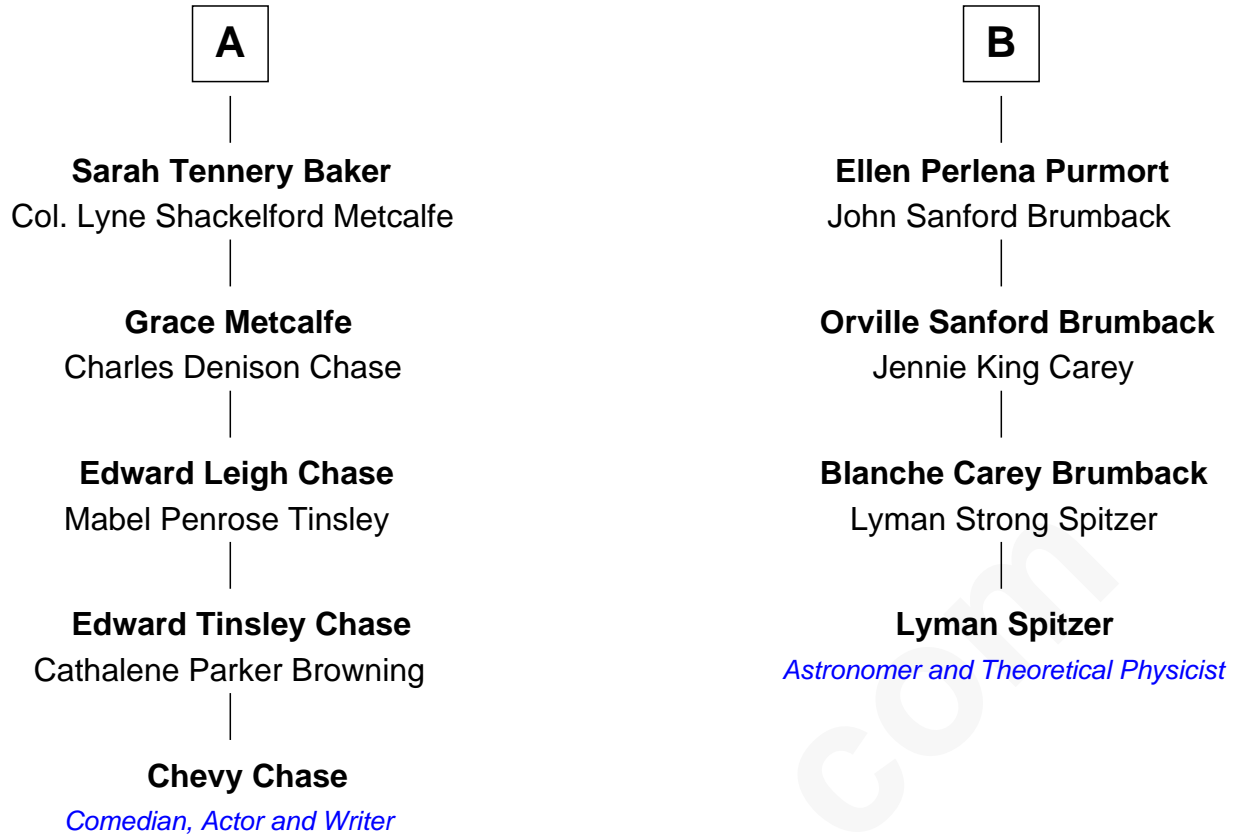 A
Sarah Tennery Baker
Col. Lyne Shackelford Metcalfe
Grace Metcalfe
Charles Denison Chase
Edward Leigh Chase
Mabel Penrose Tinsley
Edward Tinsley Chase
Cathalene Parker Browning
Chevy Chase
Comedian, Actor and Writer
B
Ellen Perlena Purmort
John Sanford Brumback
Orville Sanford Brumback
Jennie King Carey
Blanche Carey Brumback
Lyman Strong Spitzer
Lyman Spitzer
Astronomer and Theoretical Physicist
com